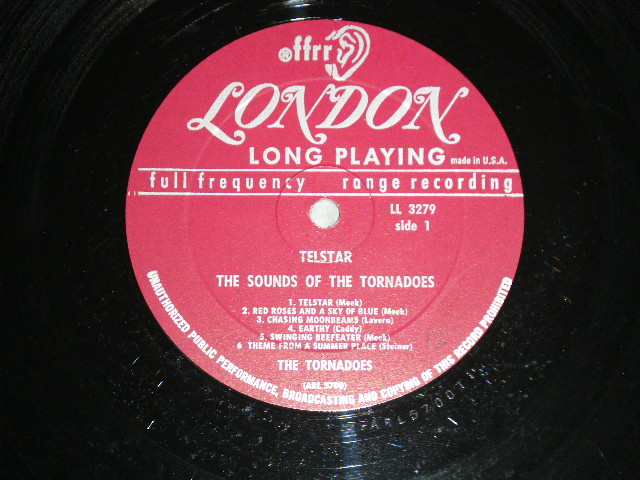 ®ffrr
LONDON
LONG PLAYING made in U.S.A.
full frequency range recording
LL 3279
side 1
TELSTAR
THE SOUNDS OF THE TORNADOES
1. TELSTAR (Meek)
2. RED ROSES AND A SKY OF BLUE (Meek)
3. CHASING MOONBEAMS (Lavern)
4. EARTHY (Caddy)
5. SWINGING BEEFEATER (Meek)
6 THEME FROM A SUMMER PLACE (Steiner)
THE TORNADOES
(ARL 5700)
UNAUTHORIZED PUBLIC PERFORMANCE, BROADCASTING AND COPYING OF THIS RECORD PROHIBITED